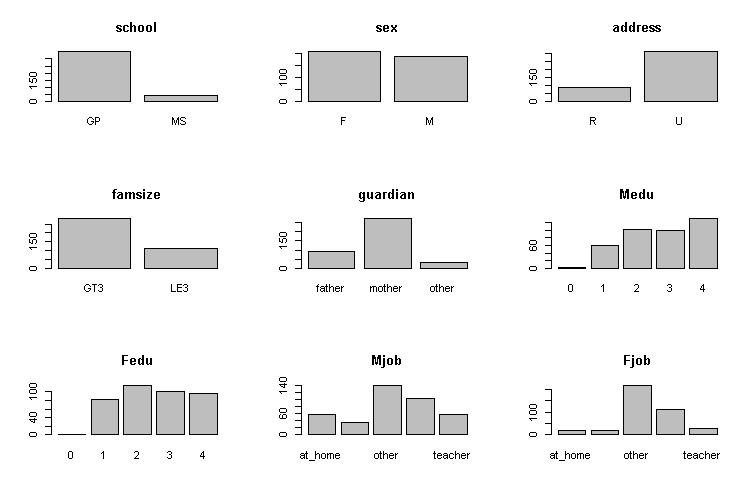 school
0 150
GP MS
sex
0 100
F M
address
0 150
R U
famsize
0 150
GT3 LE3
guardian
0 150
father mother other
Medu
0 60
0 1 2 3 4
Fedu
0 40 100
0 1 2 3 4
Mjob
0 60 140
at_home other teacher
Fjob
0 100
at_home other teacher